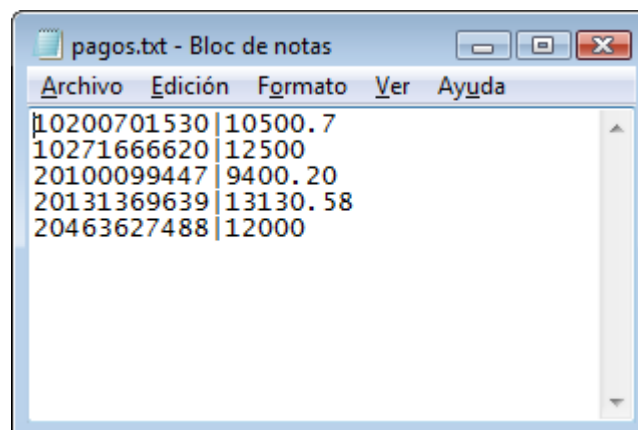 pagos.txt - Bloc de notas
Archivo Edición Formato Ver Ayuda
10200701530|10500.7
10271666620|12500
20100099447|9400.20
20131369639|13130.58
20463627488|12000